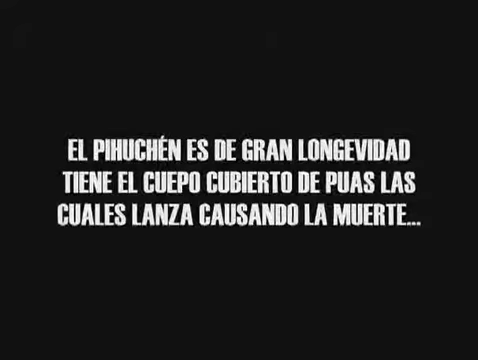 EL PIHUCHÉN ES DE GRAN LONGEVIDAD
TIENE EL CUEPO CUBIERTO DE PUAS LAS
CUALES LANZA CAUSANDO LA MUERTE...